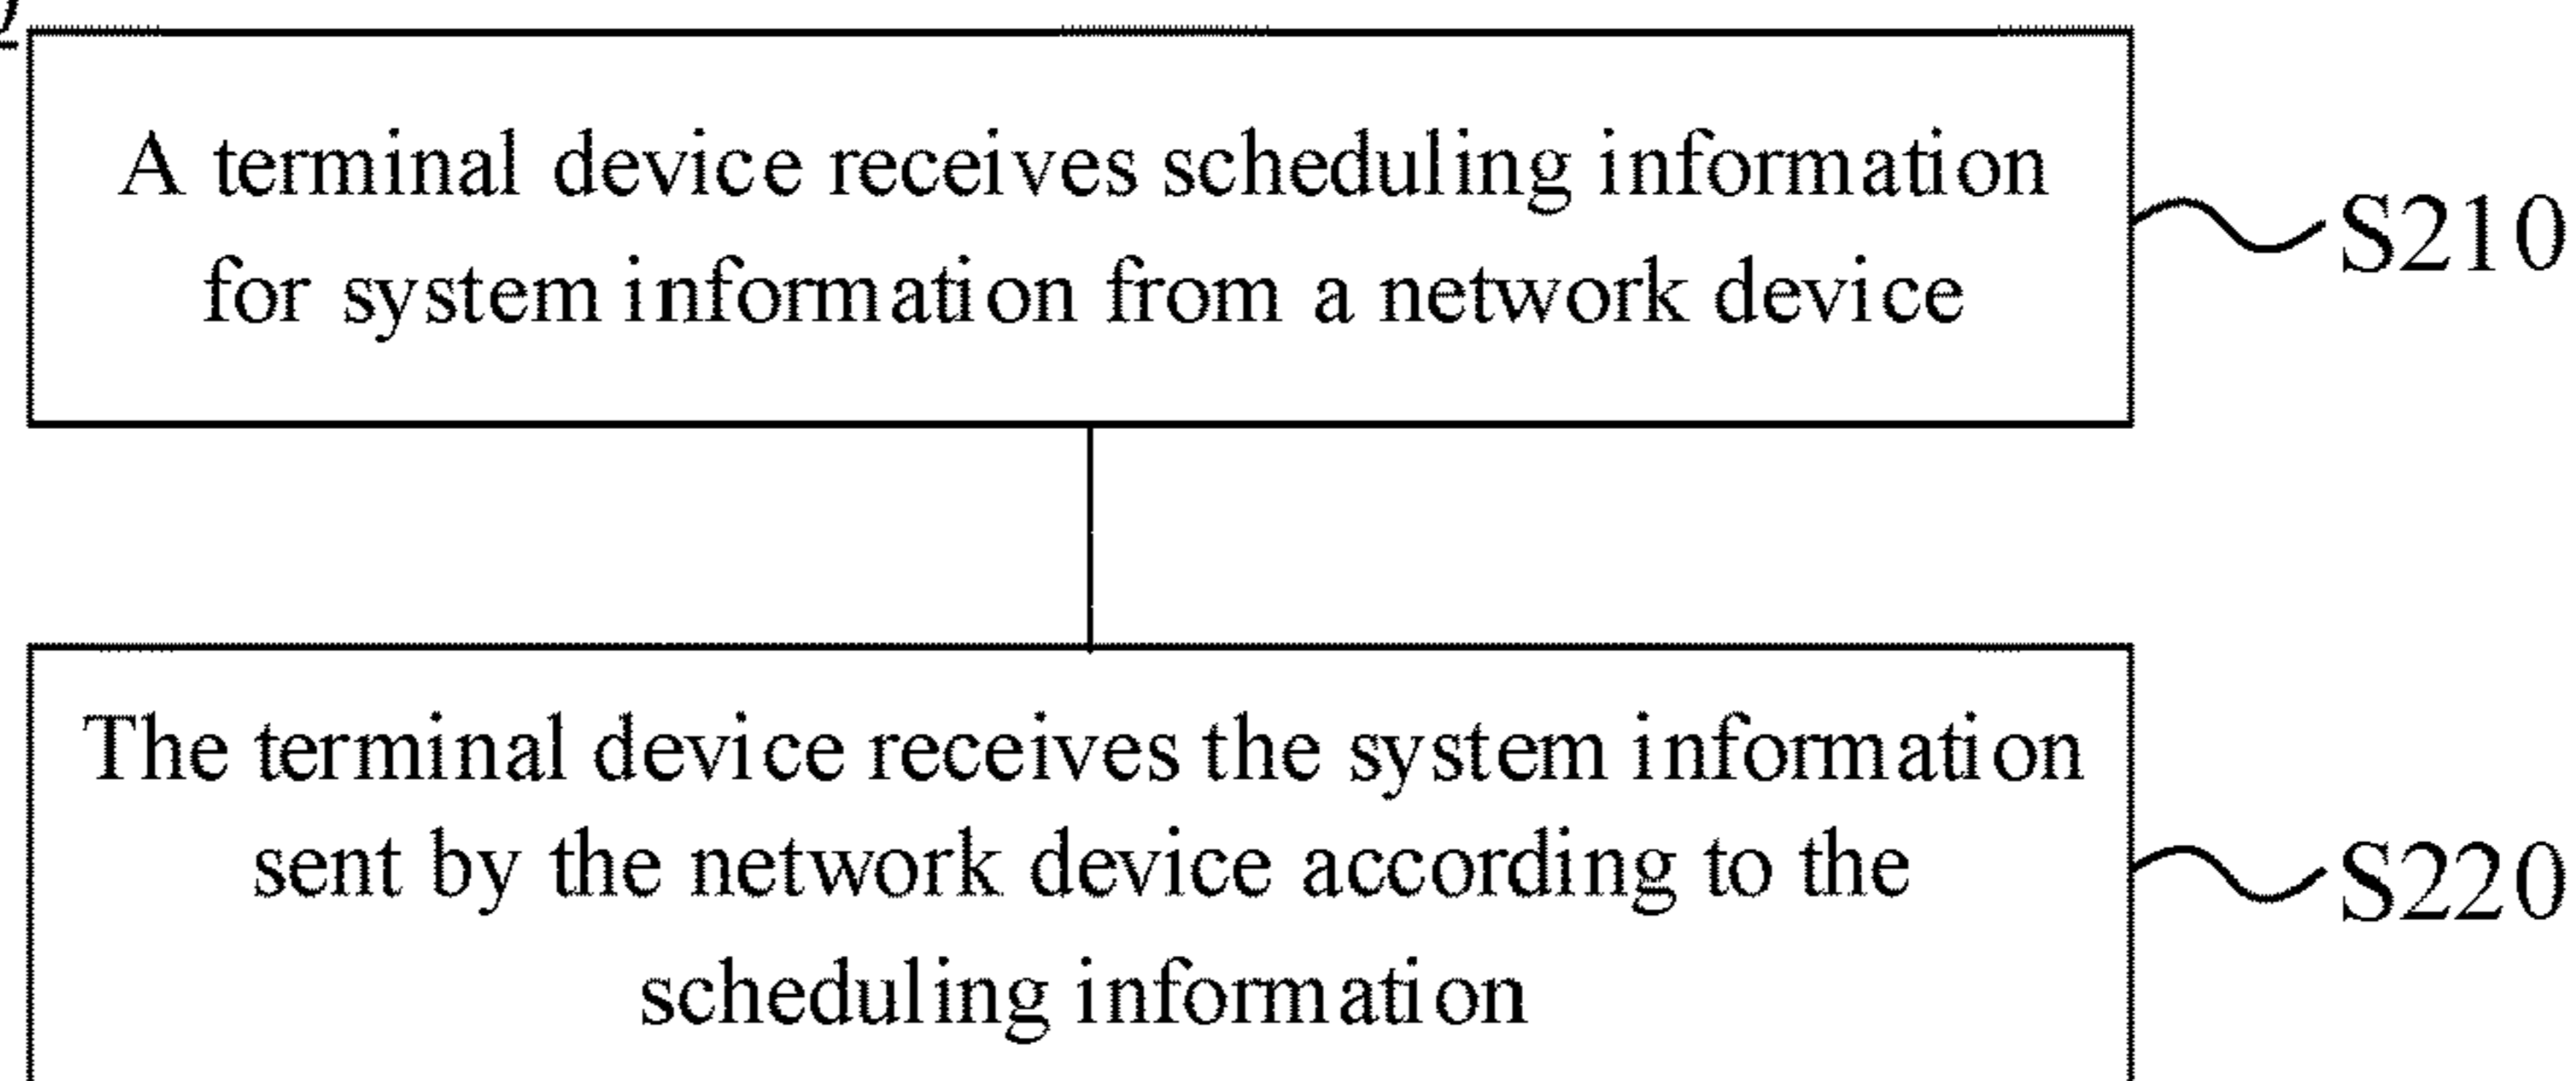 A terminal device receives scheduling information
for system information from a network device
S210
The terminal device receives the system information
sent by the network device according to the
scheduling information
S220